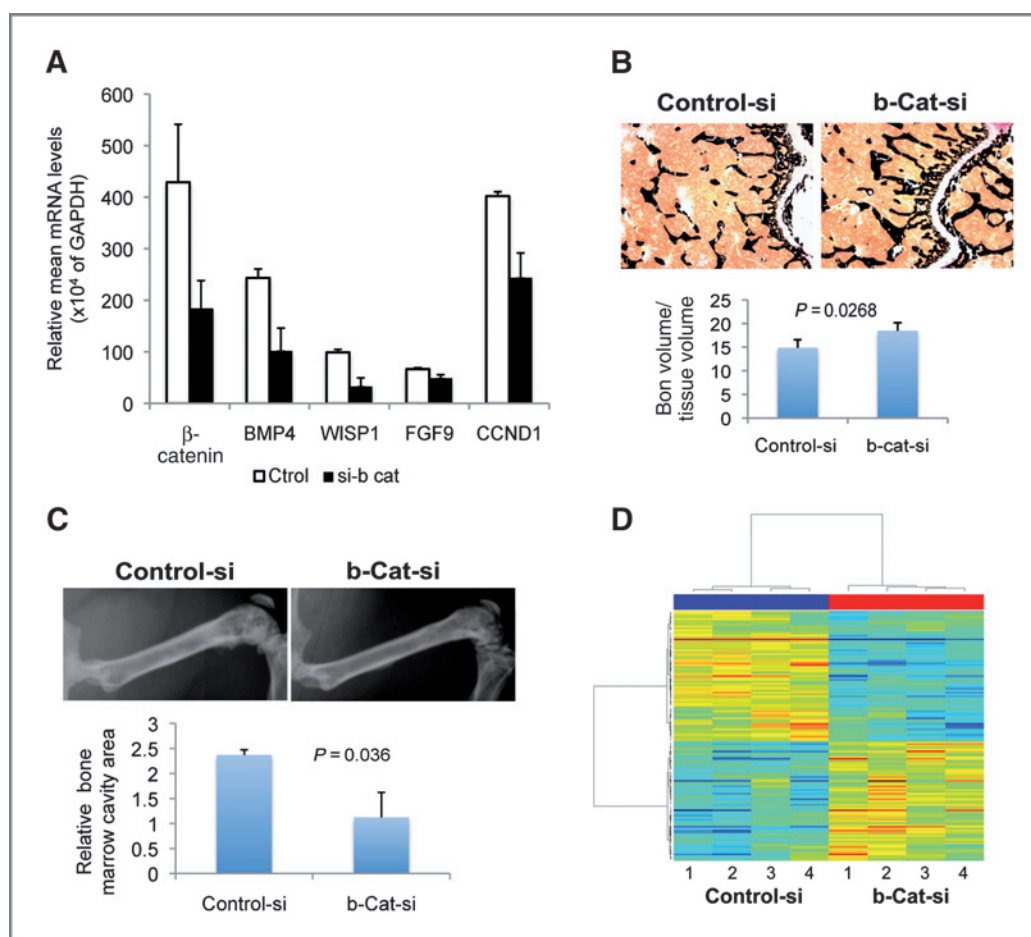 A
Relative mean mRNA levels
(x10⁴ of GAPDH)
600
500
400
300
200
100
0
β-
catenin
BMP4
WISP1
FGF9
CCND1
Ctrol
si-b cat
B
Control-si
b-Cat-si
Bon volume/
tissue volume
25
20
15
10
5
0
P = 0.0268
Control-si
b-cat-si
C
Control-si
b-Cat-si
Relative bone
marrow cavity area
3
2.5
2
1.5
1
0.5
0
P = 0.036
Control-si
b-Cat-si
D
1 2 3 4 1 2 3 4
Control-si b-Cat-si